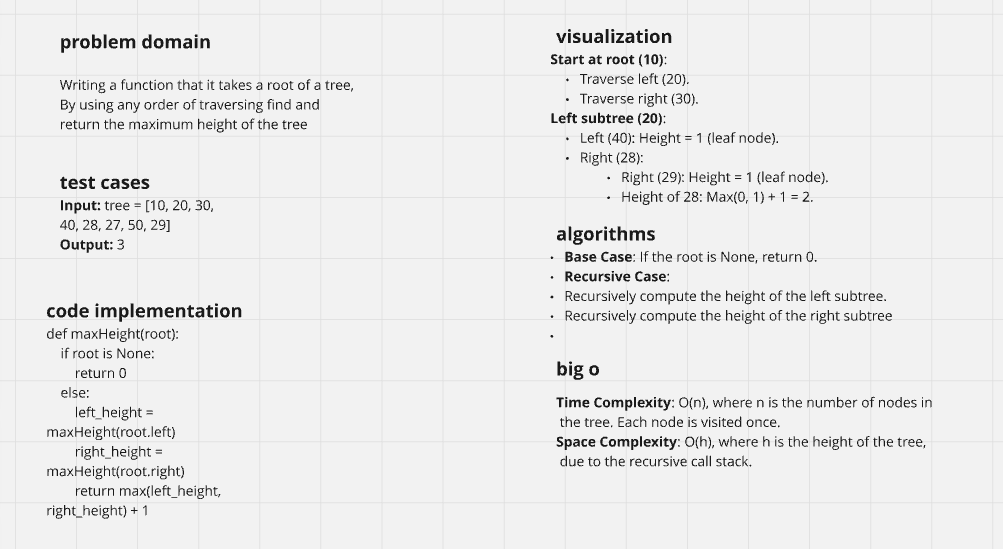 problem domain
Writing a function that it takes a root of a tree,
By using any order of traversing find and
return the maximum height of the tree
test cases
Input: tree = [10, 20, 30,
40, 28, 27, 50, 29]
Output: 3
code implementation
def maxHeight(root):
if root is None:
return 0
else:
left_height =
maxHeight(root.left)
right_height =
maxHeight(root.right)
return max(left_height,
right_height) + 1
visualization
Start at root (10):
• Traverse left (20).
• Traverse right (30).
Left subtree (20):
• Left (40): Height = 1 (leaf node).
• Right (28):
• Right (29): Height = 1 (leaf node).
• Height of 28: Max(0, 1) + 1 = 2.
algorithms
• Base Case: If the root is None, return 0.
• Recursive Case:
• Recursively compute the height of the left subtree.
• Recursively compute the height of the right subtree
•
big o
Time Complexity: O(n), where n is the number of nodes in
the tree. Each node is visited once.
Space Complexity: O(h), where h is the height of the tree,
due to the recursive call stack.